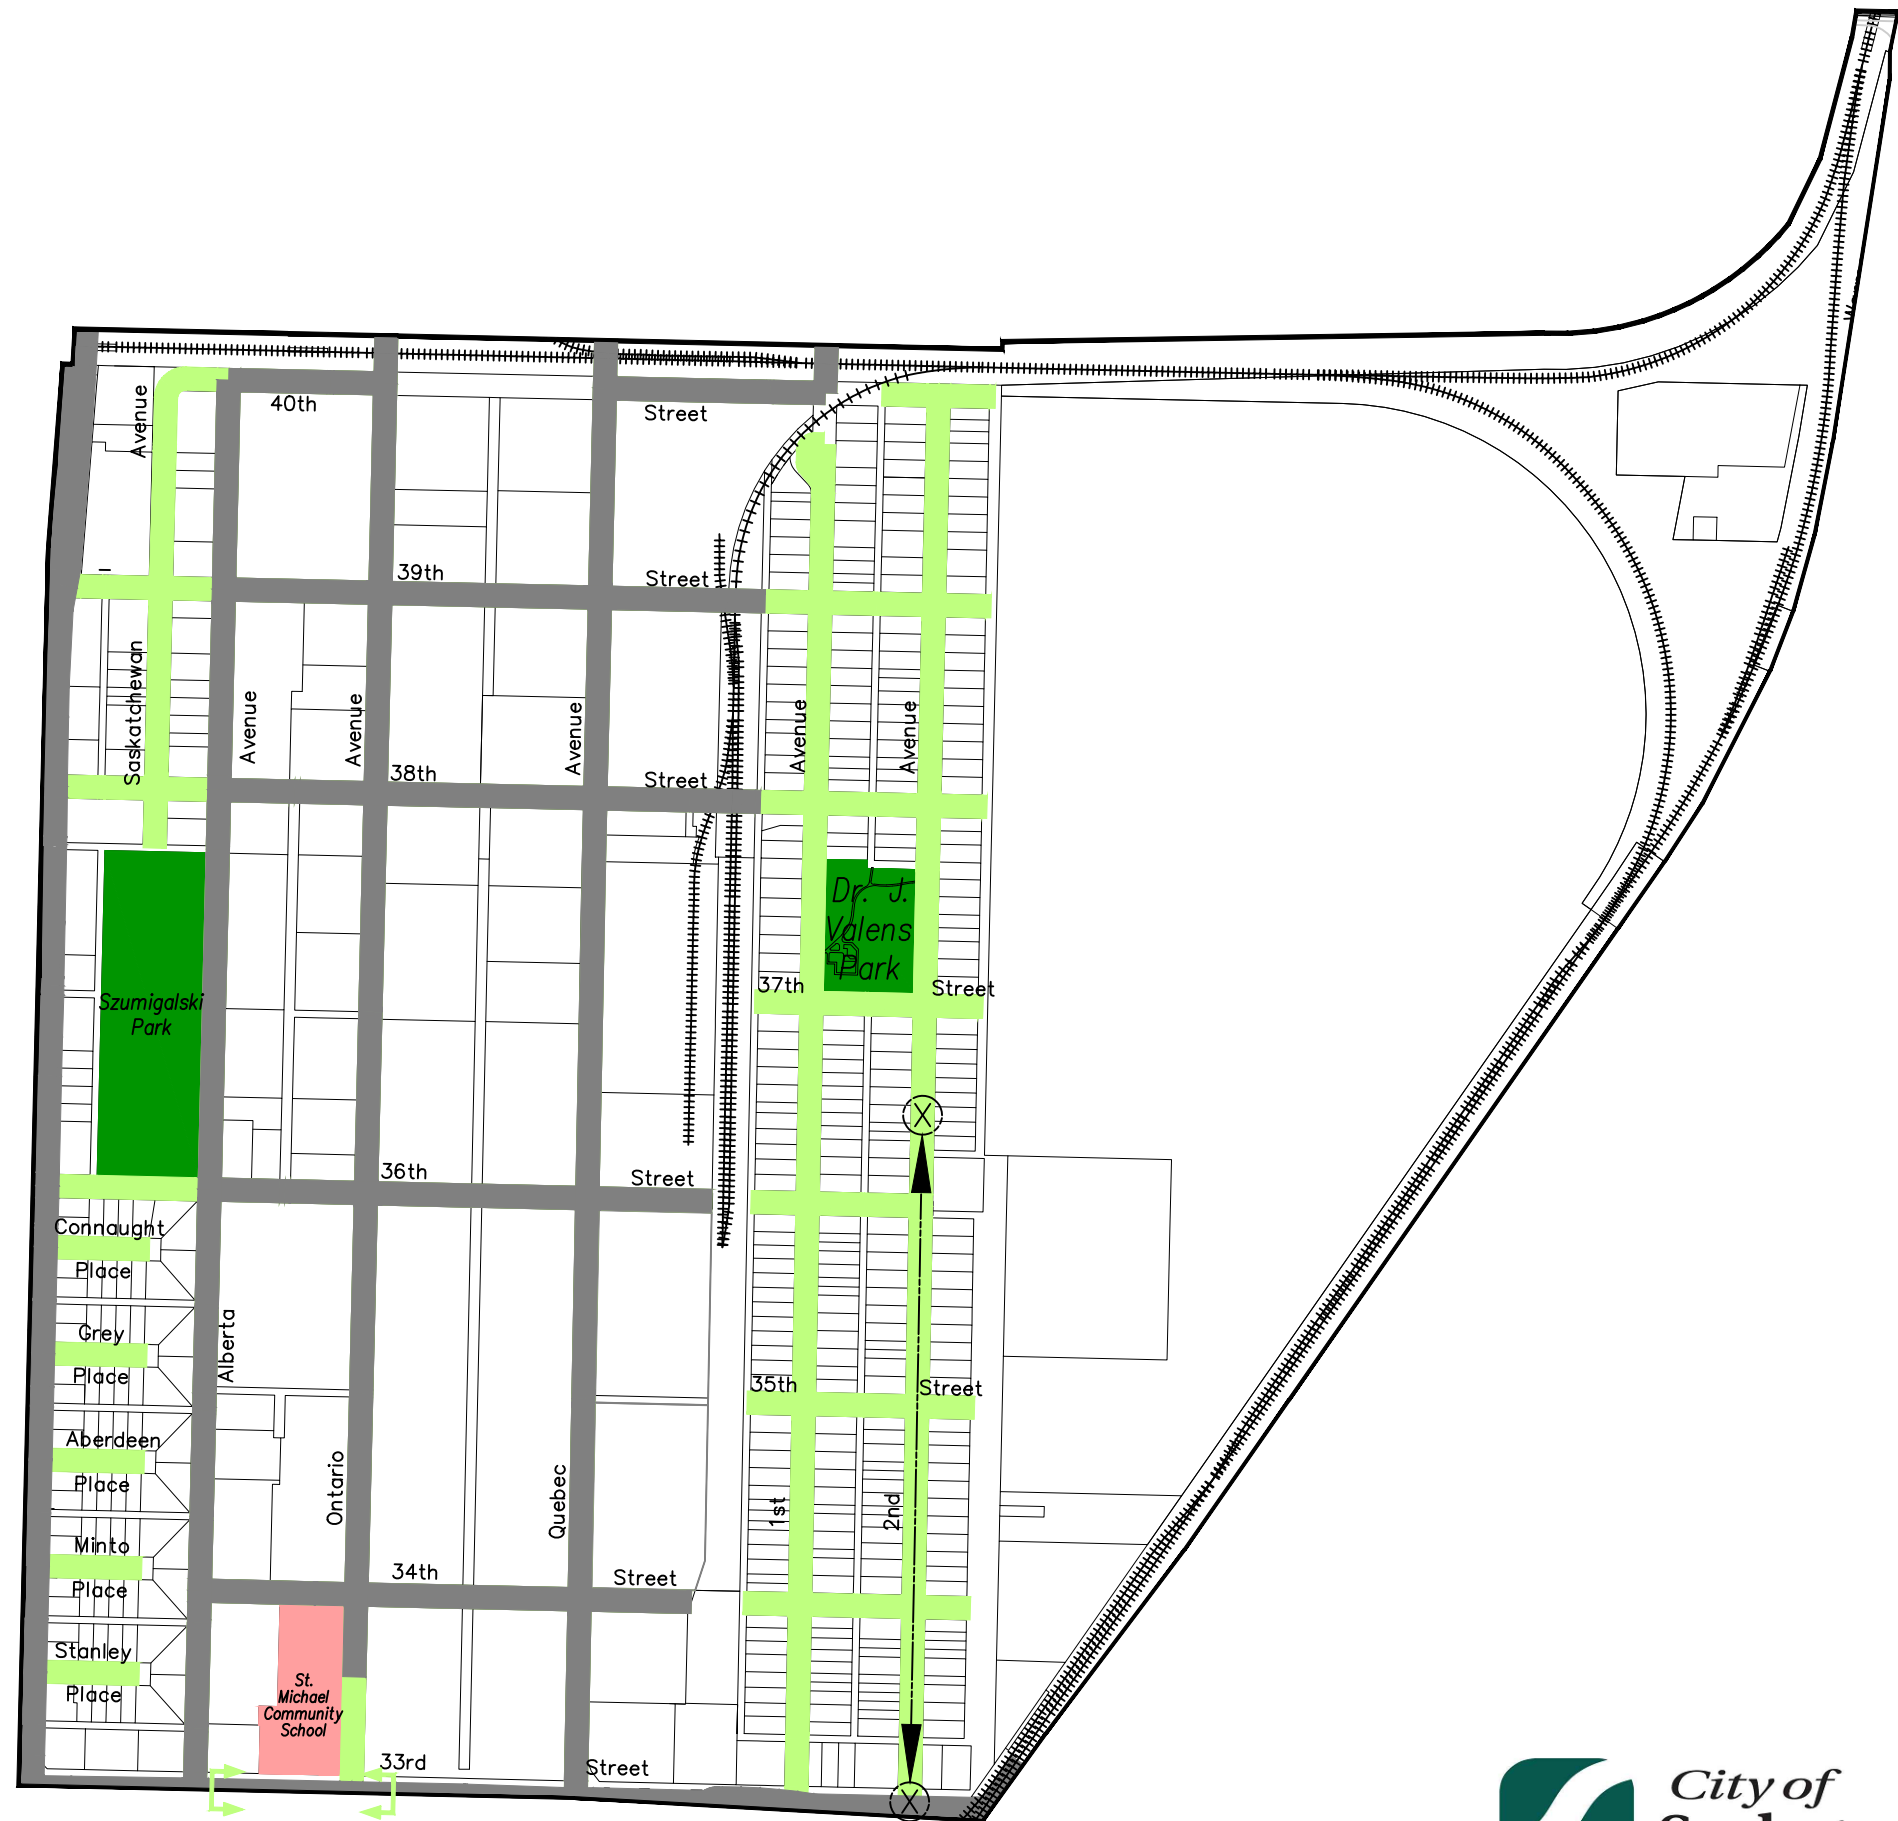 Avenue
40th
Street
39th
Street
Saskatchewan
Avenue
Avenue
Avenue
Avenue
Avenue
38th
Street
Dr. J.
Valens
Park
37th
Street
Szumigalski
Park
36th
Street
Connaught
Place
Grey
Place
Alberta
35th
Street
Aberdeen
Place
Ontario
Quebec
1st
2nd
Minto
Place
34th
Street
Stanley
Place
St.
Michael
Community
School
33rd
Street
X
X
City of